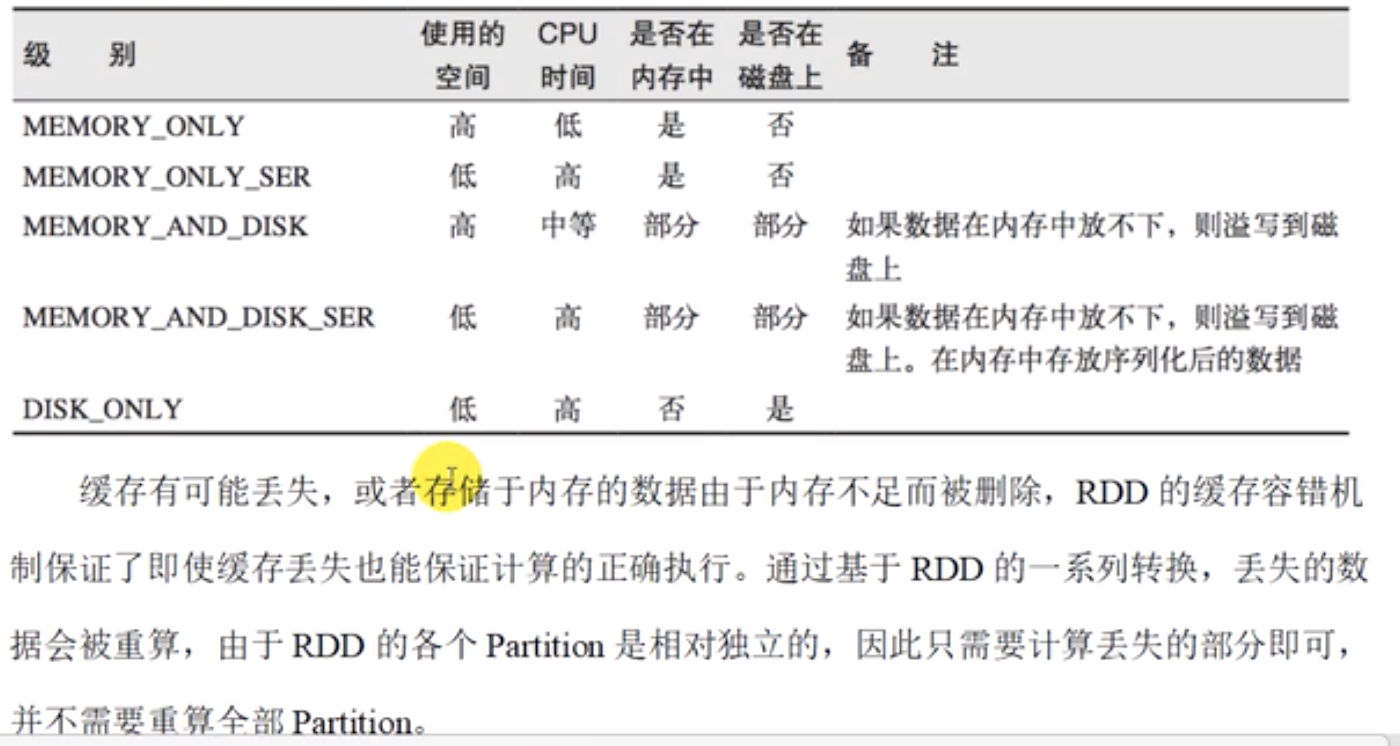 级 别 使用的空间 CPU时间 是否在内存中 是否在磁盘上 备 注
MEMORY_ONLY 高 低 是 否
MEMORY_ONLY_SER 低 高 是 否
MEMORY_AND_DISK 高 中等 部分 部分 如果数据在内存中放不下，则溢写到磁
盘上
MEMORY_AND_DISK_SER 低 高 部分 部分 如果数据在内存中放不下，则溢写到磁
盘上。在内存中存放序列化后的数据
DISK_ONLY 低 高 否 是
缓存有可能丢失，或者存储于内存的数据由于内存不足而被删除，RDD 的缓存容错机
制保证了即使缓存丢失也能保证计算的正确执行。通过基于 RDD 的一系列转换，丢失的数
据会被重算，由于 RDD 的各个 Partition 是相对独立的，因此只需要计算丢失的部分即可，
并不需要重算全部 Partition。